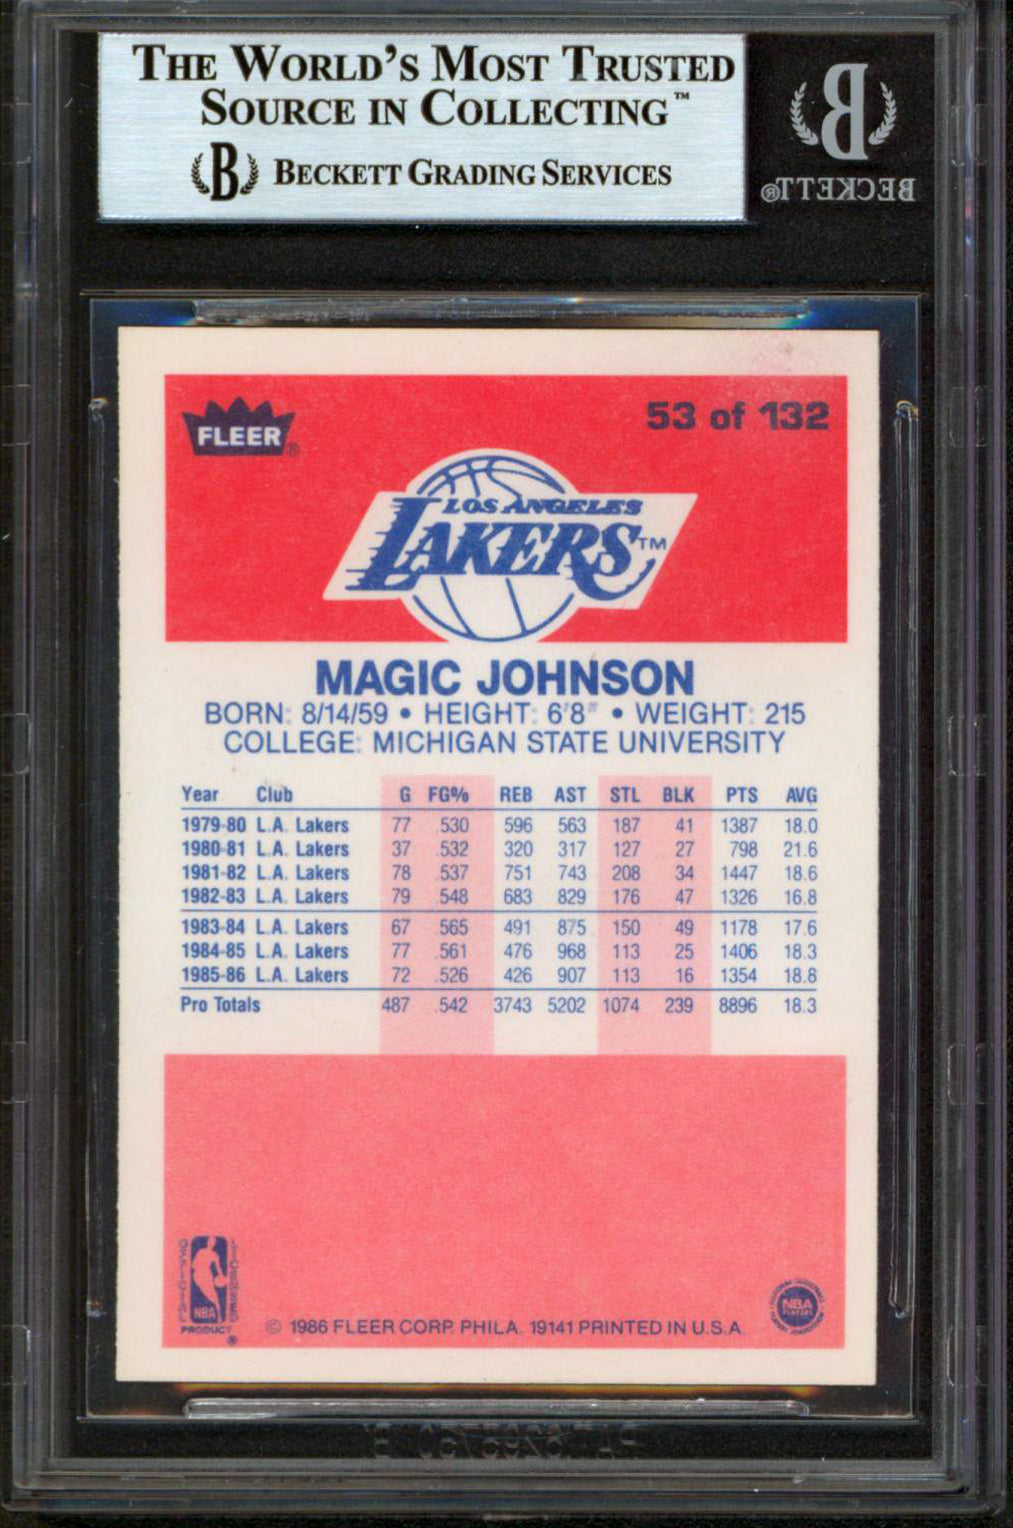 THE WORLD'S MOST TRUSTED
SOURCE IN COLLECTING™
B BECKETT GRADING SERVICES
B
BECKETT®
FLEER®
53 of 132
LOS ANGELES
LAKERS™
MAGIC JOHNSON
BORN: 8/14/59 • HEIGHT: 6'8" • WEIGHT: 215
COLLEGE: MICHIGAN STATE UNIVERSITY
Year Club G FG% REB AST STL BLK PTS AVG
1979-80 L.A. Lakers 77 .530 596 563 187 41 1387 18.0
1980-81 L.A. Lakers 37 .532 320 317 127 27 798 21.6
1981-82 L.A. Lakers 78 .537 751 743 208 34 1447 18.6
1982-83 L.A. Lakers 79 .548 683 829 176 47 1326 16.8
1983-84 L.A. Lakers 67 .565 491 875 150 49 1178 17.6
1984-85 L.A. Lakers 77 .561 476 968 113 25 1406 18.3
1985-86 L.A. Lakers 72 .526 426 907 113 16 1354 18.8
Pro Totals 487 .542 3743 5202 1074 239 8896 18.3
OFFICIAL
NBA
PRODUCT®
© 1986 FLEER CORP. PHILA. 19141 PRINTED IN U.S.A.
NBA
PLAYERS